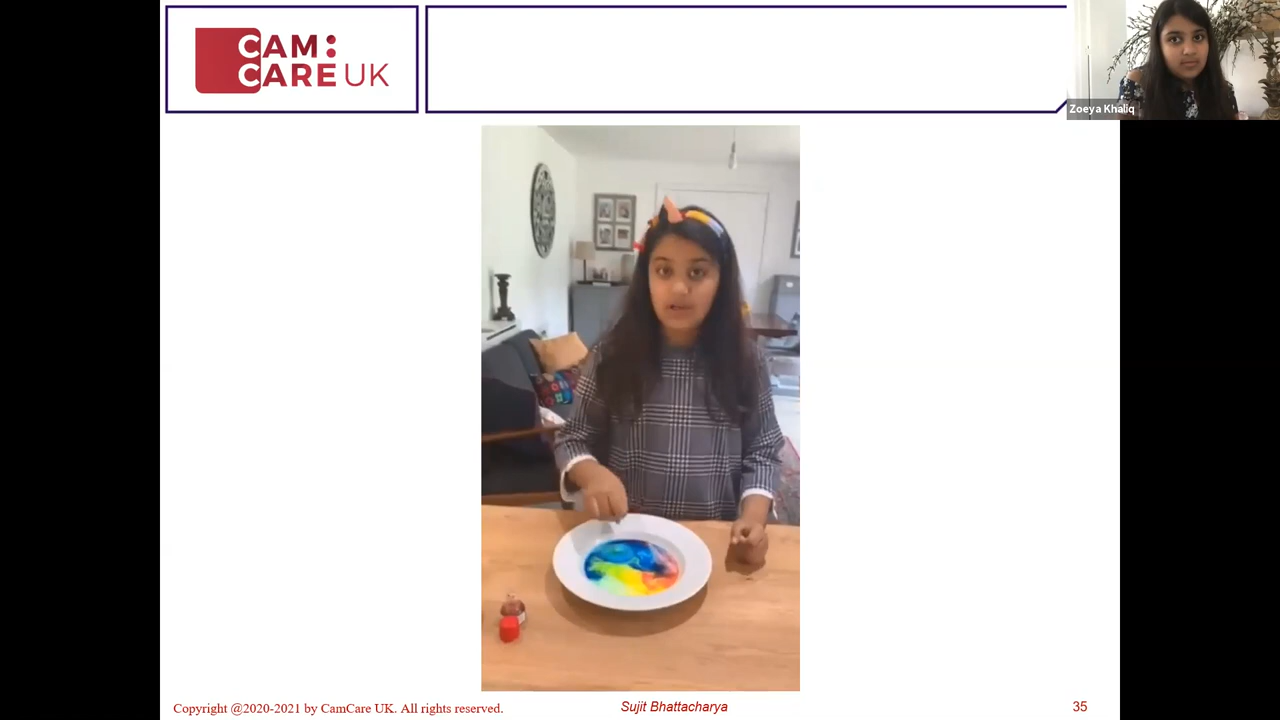 CAM:
CARE UK
Zoeya Khaliq
Copyright @2020-2021 by CamCare UK. All rights reserved.
Sujit Bhattacharya
35